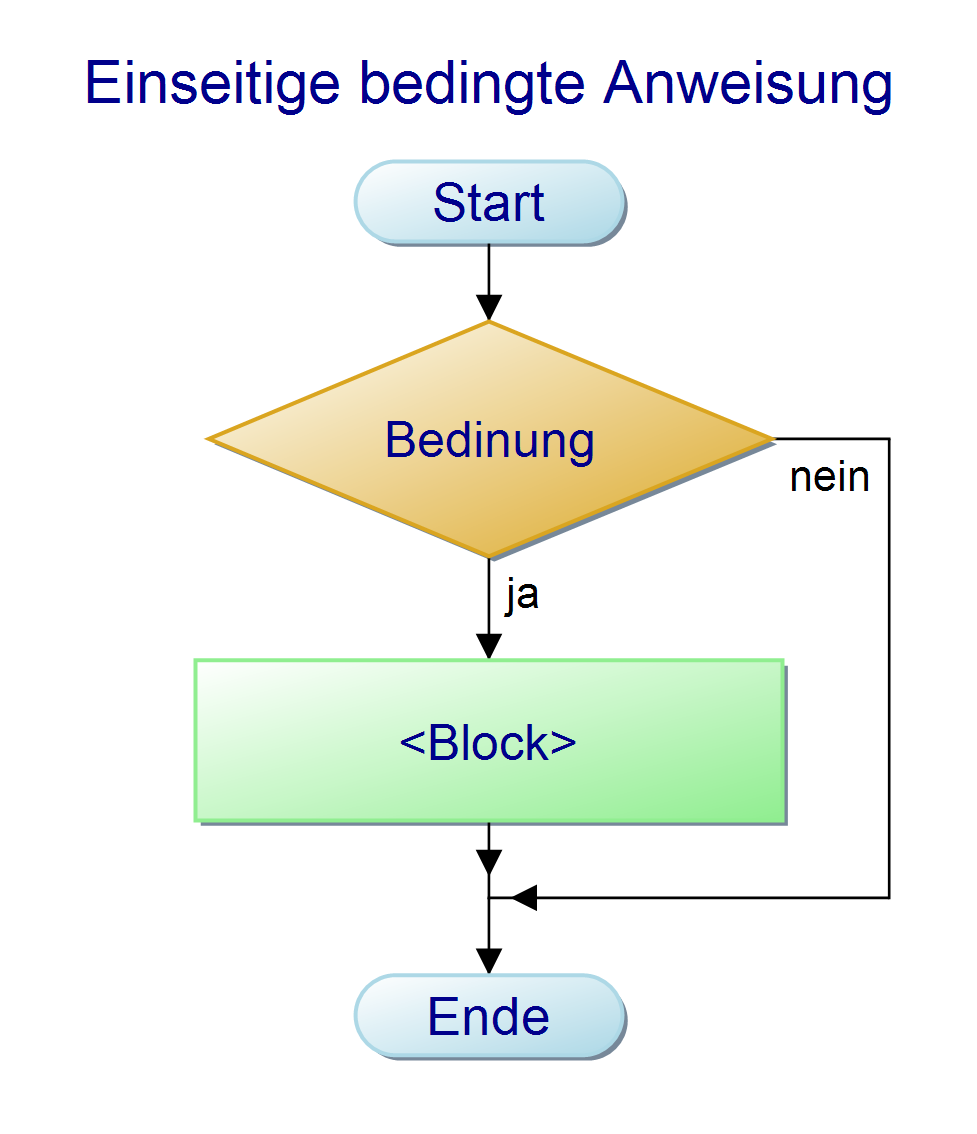 Einseitige bedingte Anweisung
Start
Bedinung
nein
ja
<Block>
Ende